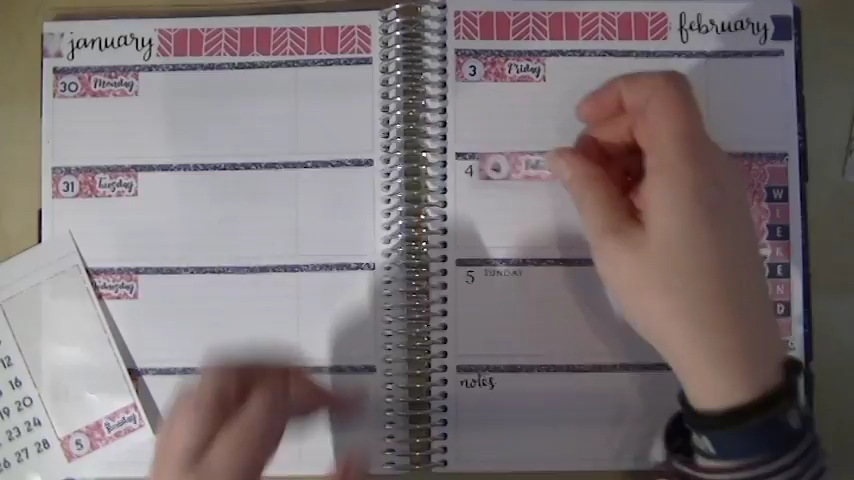 january
february
30 Monday
31 Tuesday
Wednesday
3 Friday
4
5 SUNDAY
notes
W
E
E
K
E
N
D
12
16
19 20
23 24
26 27 28
5 Sunday